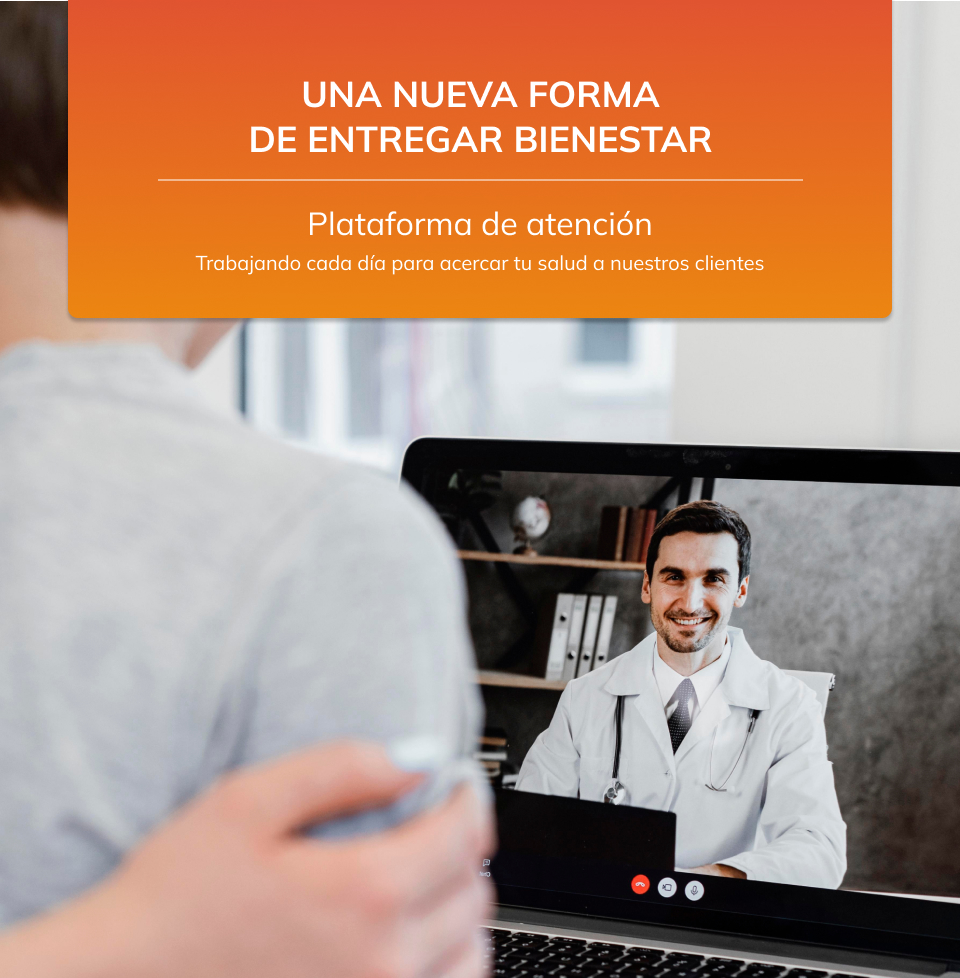 UNA NUEVA FORMA
DE ENTREGAR BIENESTAR
Plataforma de atención
Trabajando cada día para acercar tu salud a nuestros clientes